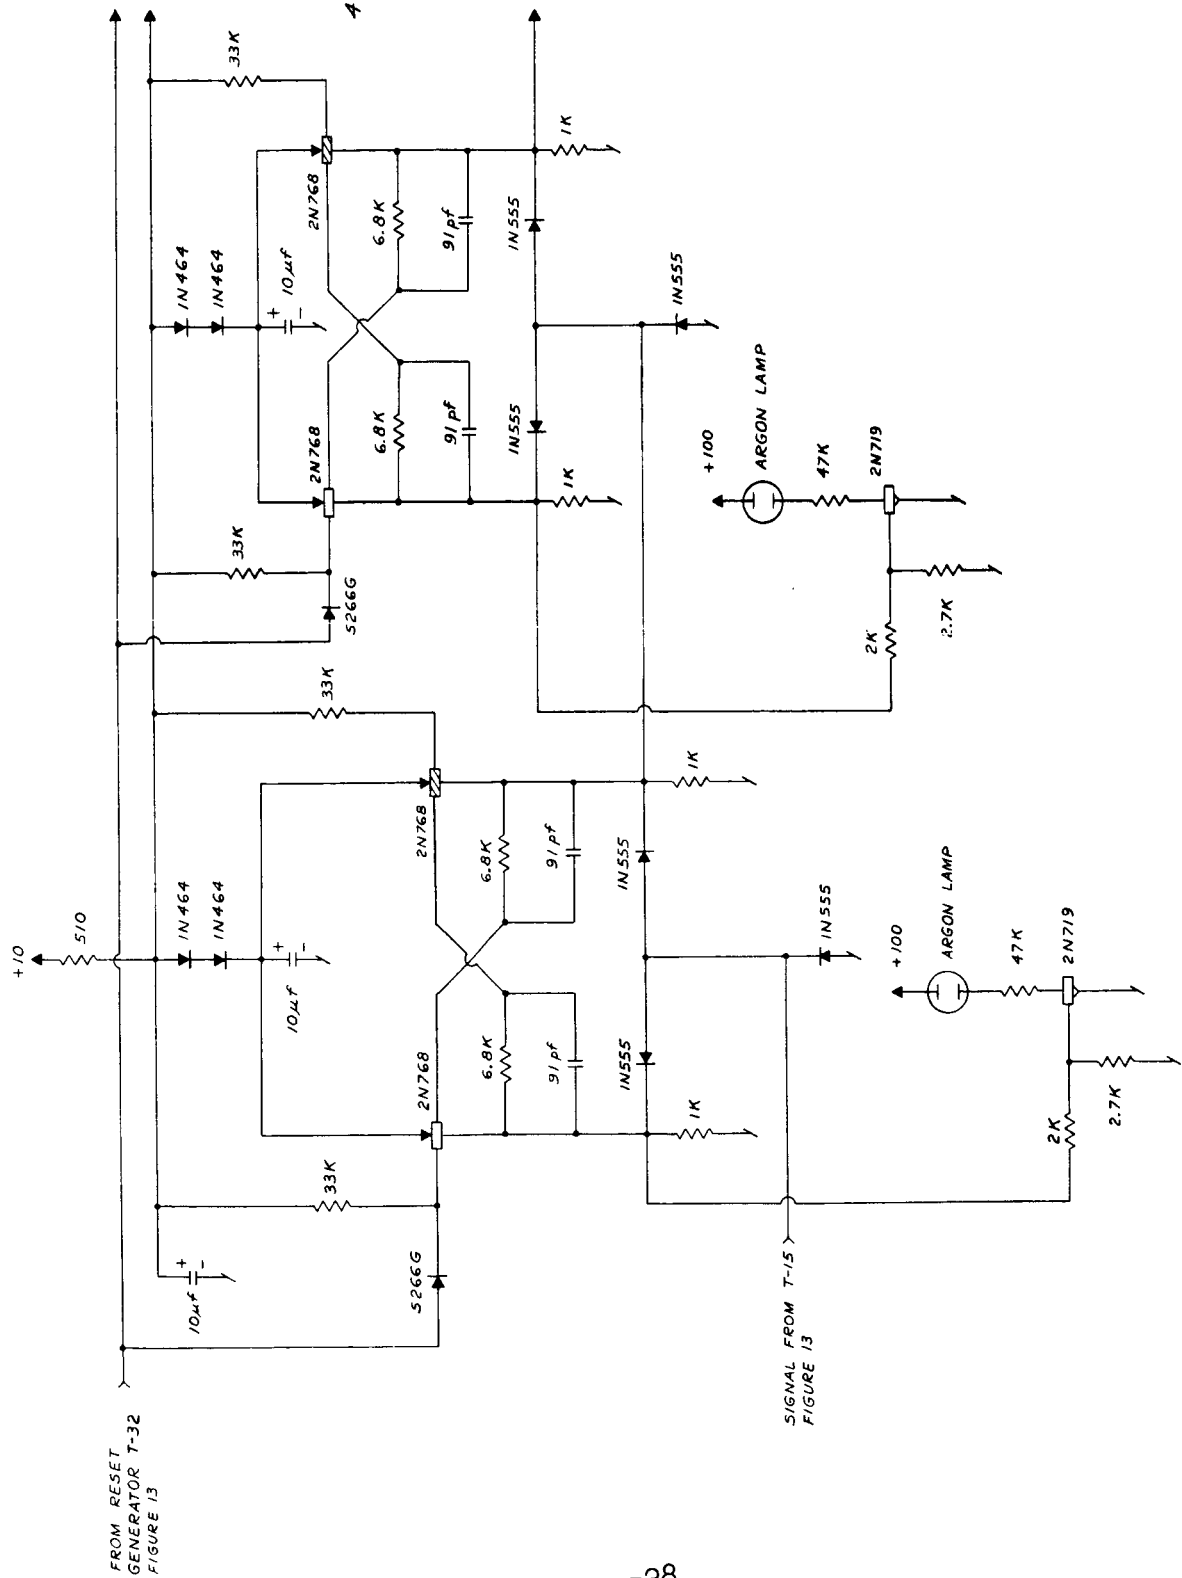 FROM RESET
GENERATOR T-32
FIGURE 13
+10
510
10µf
+
-
33K
5266G
1N464
1N464
+
-
10µf
2N768
2N768
33K
6.8K
91pf
6.8K
91pf
1N555
1N555
1K
1K
1N555
SIGNAL FROM T-15
FIGURE 13
+100
ARGON LAMP
47K
2N719
2K
2.7K
33K
5266G
1N464
1N464
+
-
10µf
2N768
2N768
33K
6.8K
91pf
6.8K
91pf
1N555
1N555
1K
1K
1N555
+100
ARGON LAMP
47K
2N719
2K
2.7K
4
-28